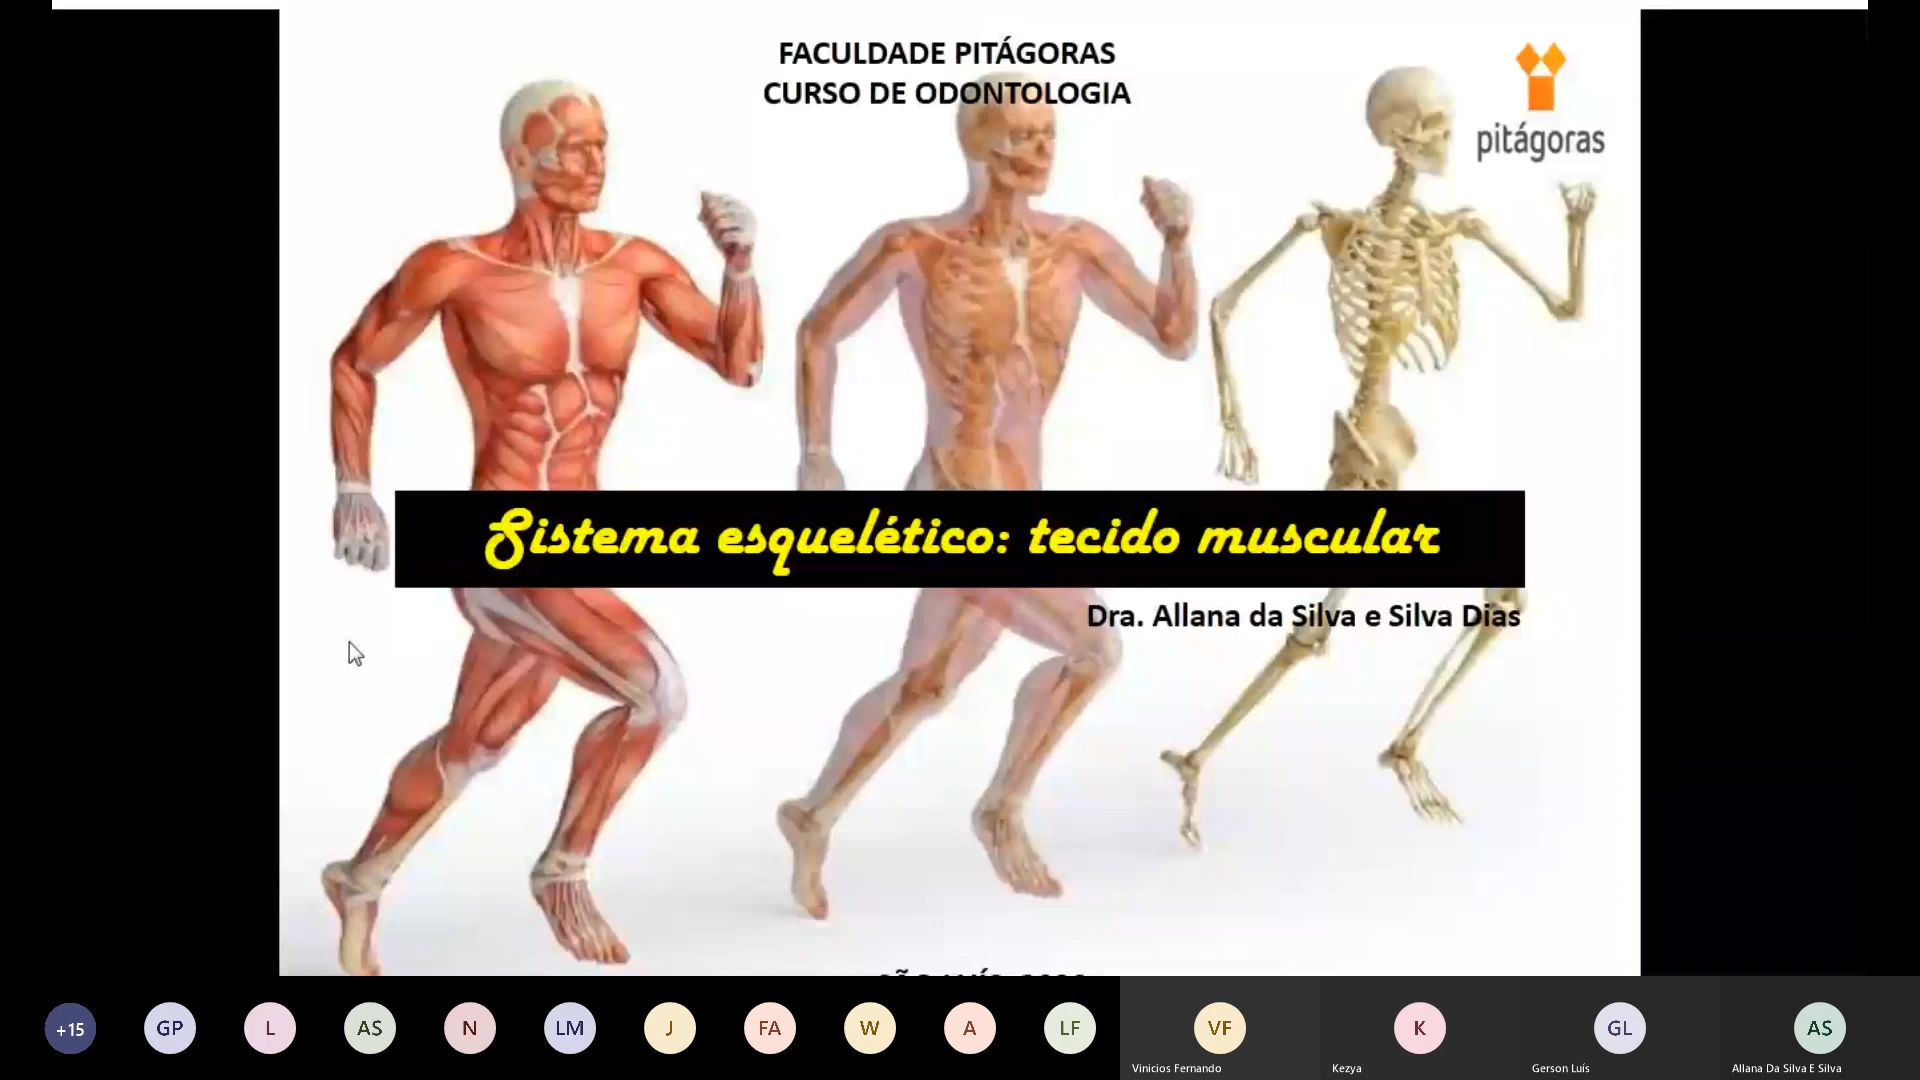 FACULDADE PITÁGORAS
CURSO DE ODONTOLOGIA
pitágoras
Sistema esquelético: tecido muscular
Dra. Allana da Silva e Silva Dias
+15
GP
L
AS
N
LM
J
FA
W
A
LF
VF
K
GL
AS
Vinicios Fernando
Kezya
Gerson Luís
Allana Da Silva E Silva